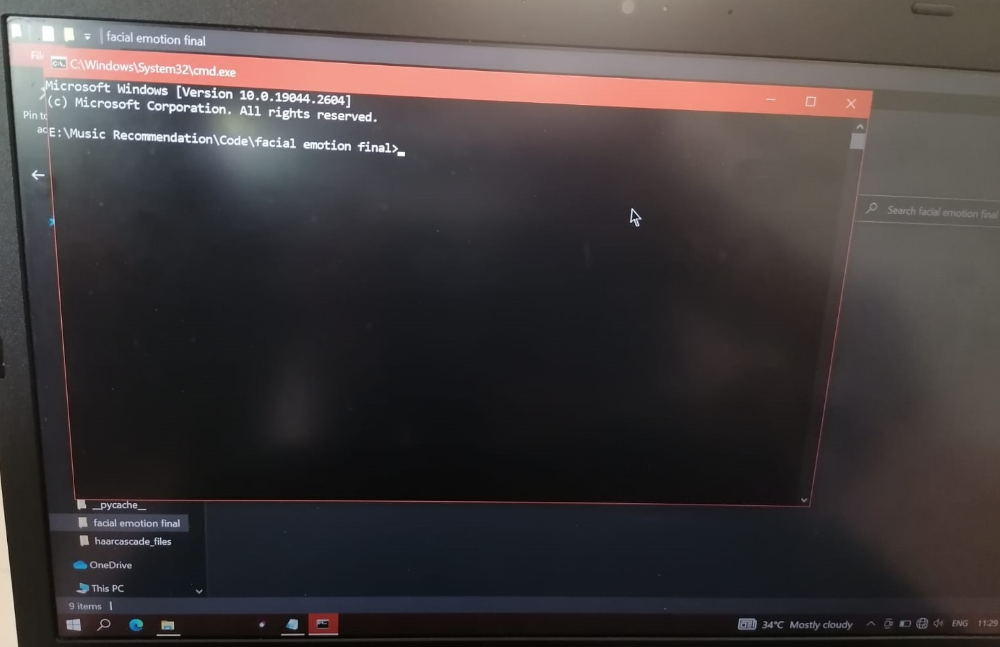 facial emotion final
C:\Windows\System32\cmd.exe
Microsoft Windows [Version 10.0.19044.2604]
(c) Microsoft Corporation. All rights reserved.
Pin to
E:\Music Recommendation\Code\facial emotion final>
Search facial emotion final
__pycache__
facial emotion final
haarcascade_files
OneDrive
This PC
9 items
34°C Mostly cloudy
ENG
11:29